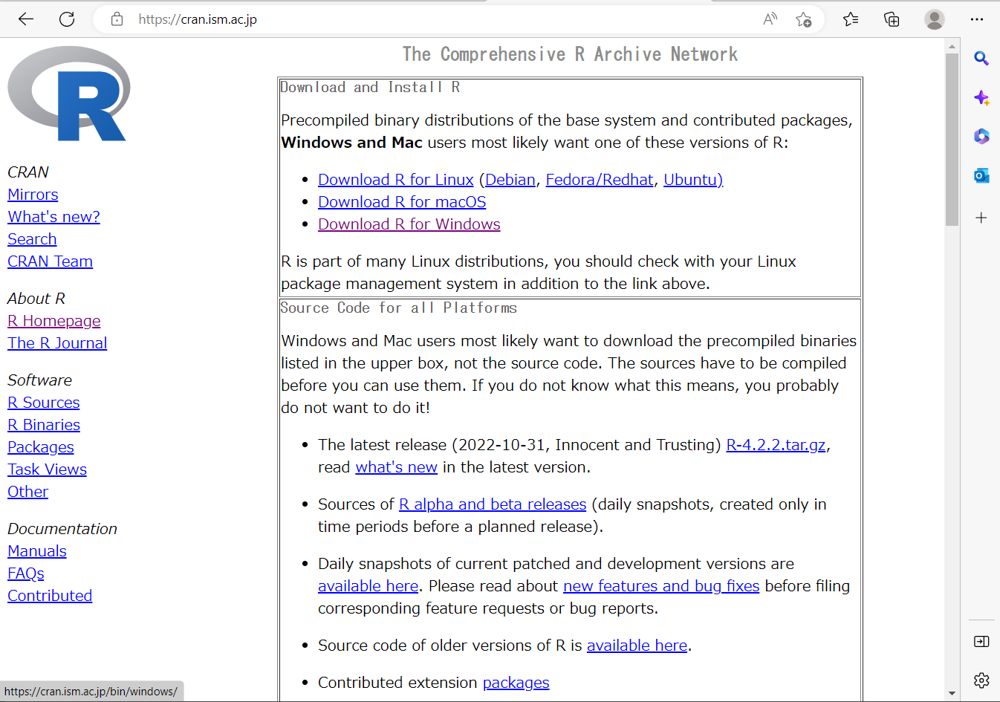 https://cran.ism.ac.jp
The Comprehensive R Archive Network
R
CRAN
Mirrors
What's new?
Search
CRAN Team
About R
R Homepage
The R Journal
Software
R Sources
R Binaries
Packages
Task Views
Other
Documentation
Manuals
FAQs
Contributed
Download and Install R
Precompiled binary distributions of the base system and contributed packages,
Windows and Mac users most likely want one of these versions of R:
• Download R for Linux (Debian, Fedora/Redhat, Ubuntu)
• Download R for macOS
• Download R for Windows
R is part of many Linux distributions, you should check with your Linux
package management system in addition to the link above.
Source Code for all Platforms
Windows and Mac users most likely want to download the precompiled binaries
listed in the upper box, not the source code. The sources have to be compiled
before you can use them. If you do not know what this means, you probably
do not want to do it!
• The latest release (2022-10-31, Innocent and Trusting) R-4.2.2.tar.gz,
read what's new in the latest version.
• Sources of R alpha and beta releases (daily snapshots, created only in
time periods before a planned release).
• Daily snapshots of current patched and development versions are
available here. Please read about new features and bug fixes before filing
corresponding feature requests or bug reports.
• Source code of older versions of R is available here.
• Contributed extension packages
https://cran.ism.ac.jp/bin/windows/